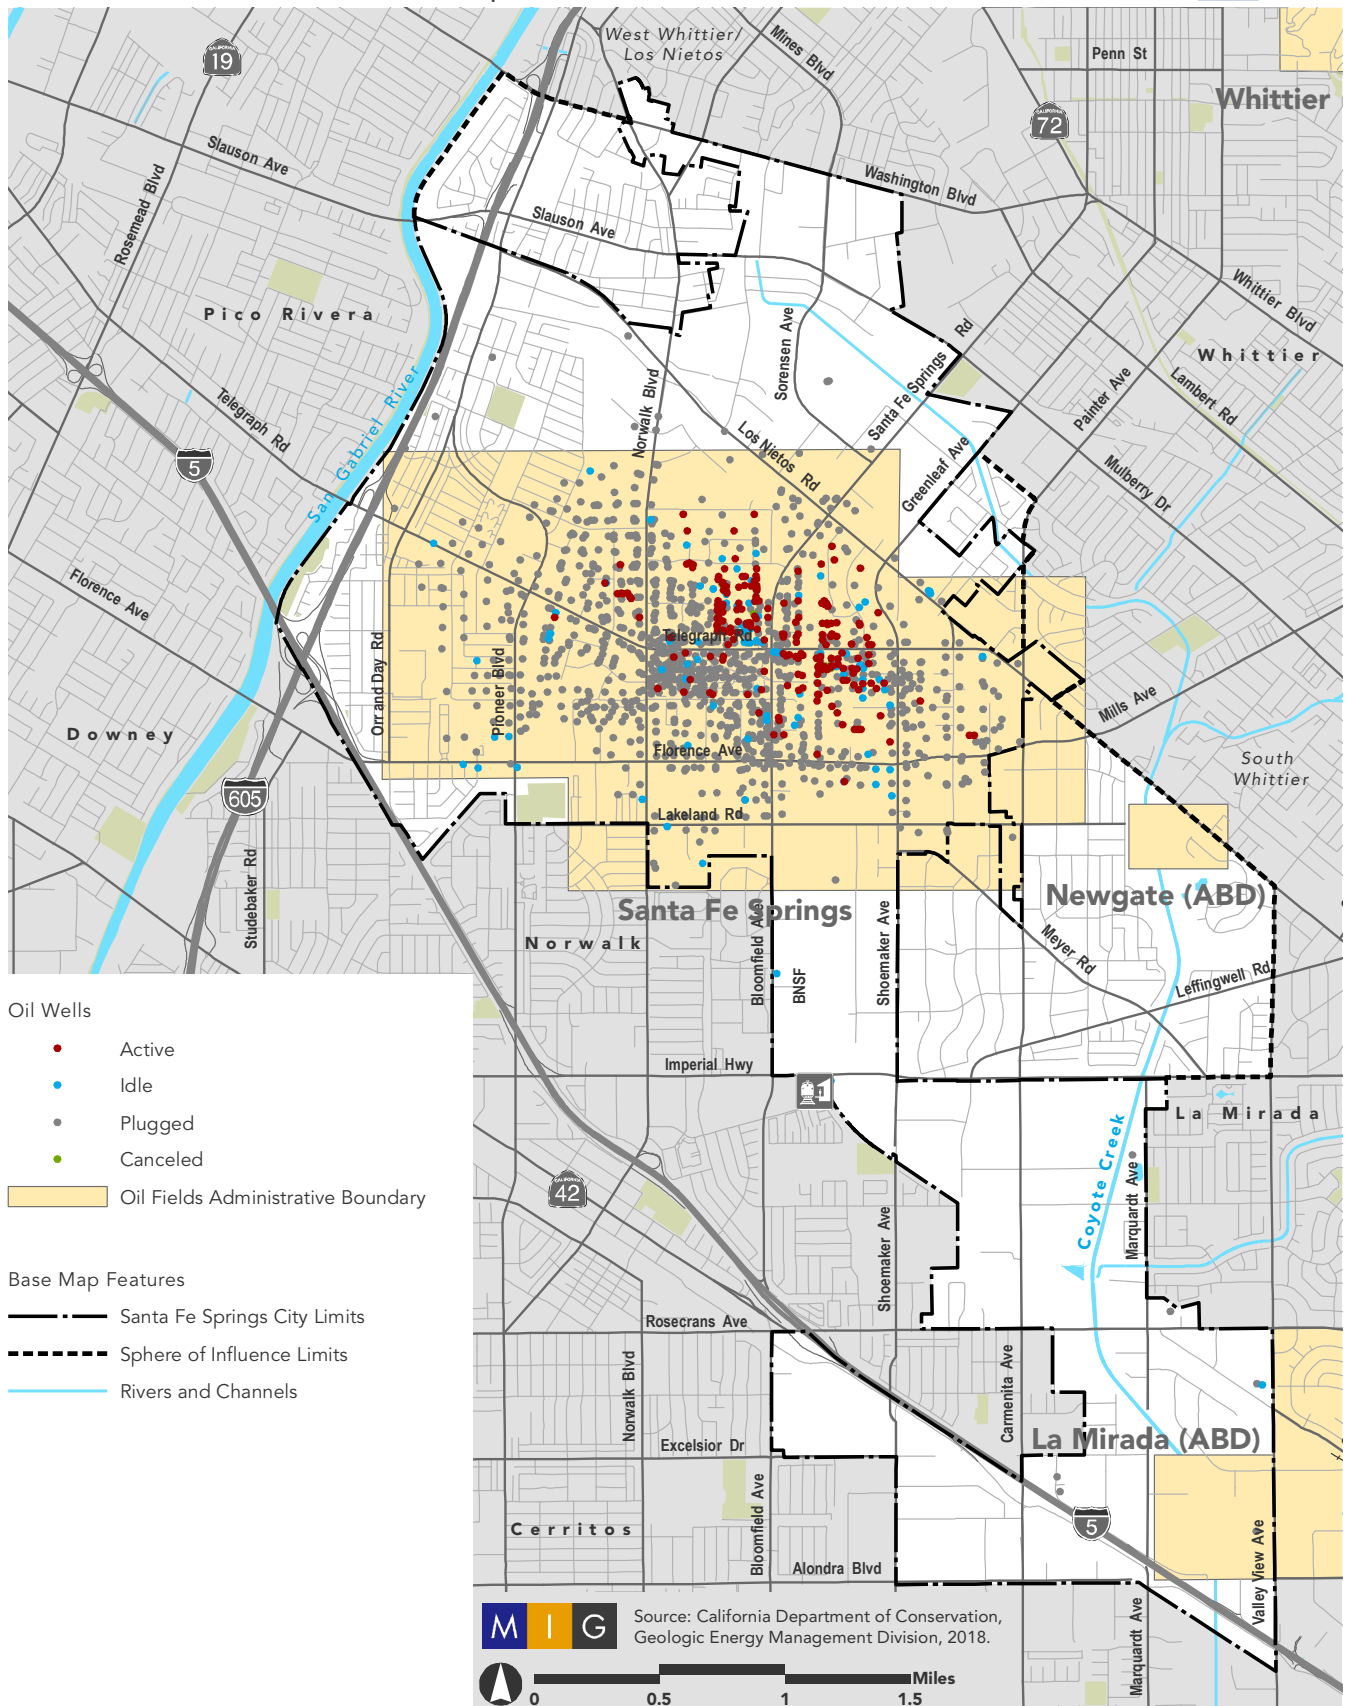 West Whittier/
Los Nietos
Mines Blvd
Penn St
CALIFORNIA
19
Whittier
CALIFORNIA
72
Slauson Ave
Rosemead Blvd
Washington Blvd
Slauson Ave
Whittier Blvd
Pico Rivera
Sorensen Ave
Santa Fe Springs Rd
Whittier
Lambert Rd
Painter Ave
Telegraph Rd
San Gabriel River
Norwalk Blvd
Los Nietos Rd
Greenleaf Ave
Mulberry Dr
5
Florence Ave
Telegraph Rd
Orr and Day Rd
Pioneer Blvd
Mills Ave
Downey
Florence Ave
South
Whittier
605
Lakeland Rd
Studebaker Rd
Newgate (ABD)
Santa Fe Springs
Norwalk
Bloomfield Ave
BNSF
Shoemaker Ave
Meyer Rd
Leffingwell Rd
Imperial Hwy
La Mirada
Coyote Creek
Marquardt Ave
CALIFORNIA
42
Shoemaker Ave
Rosecrans Ave
Norwalk Blvd
Carmenita Ave
Excelsior Dr
La Mirada (ABD)
Bloomfield Ave
Cerritos
5
Valley View Ave
Alondra Blvd
Marquardt Ave
Oil Wells
Active
Idle
Plugged
Canceled
Oil Fields Administrative Boundary
Base Map Features
Santa Fe Springs City Limits
Sphere of Influence Limits
Rivers and Channels
M I G
Source: California Department of Conservation,
Geologic Energy Management Division, 2018.
Miles
0 0.5 1 1.5